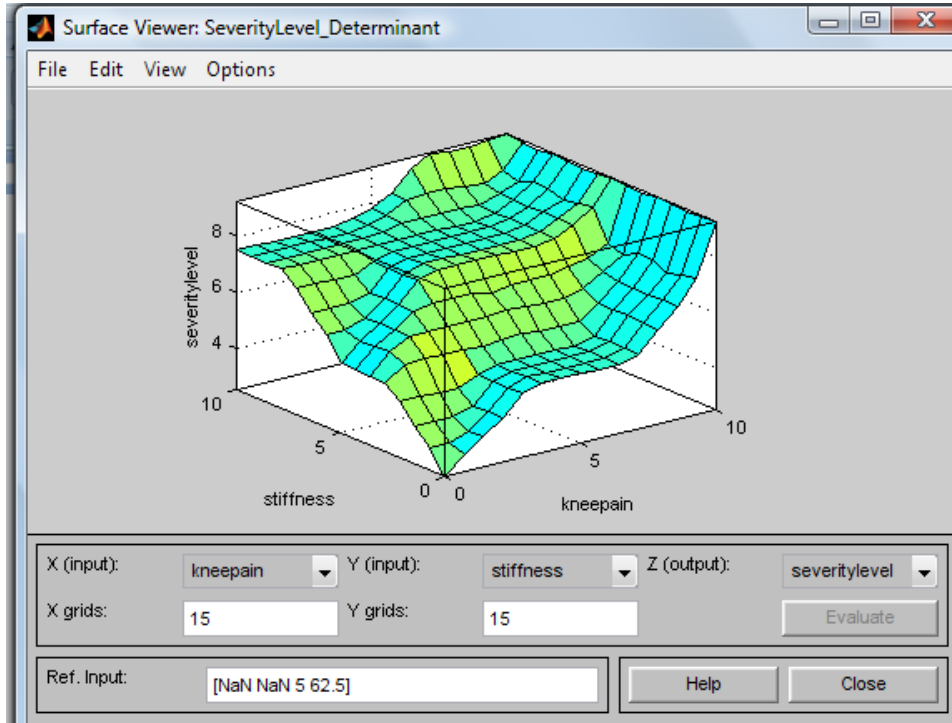 Surface Viewer: SeverityLevel_Determinant
File Edit View Options
8
6
4
severitylevel
10
5
0
stiffness
0
5
10
kneepain
X (input): kneepain Y (input): stiffness Z (output): severitylevel
X grids: 15 Y grids: 15 Evaluate
Ref. Input: [NaN NaN 5 62.5] Help Close